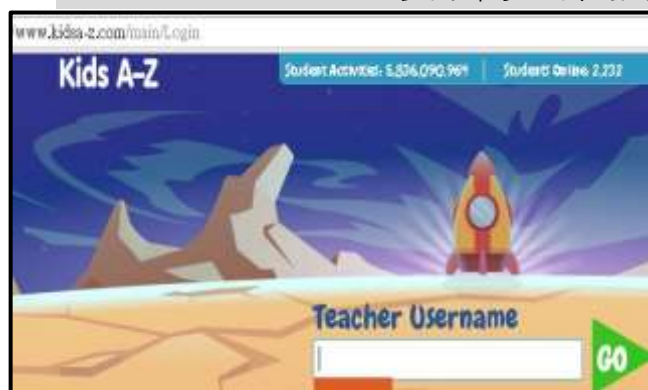 www.kidsa-z.com/main/Login
Kids A-Z
Student Activities: 5,836,090,969
Students Online: 2,232
Teacher Username
GO